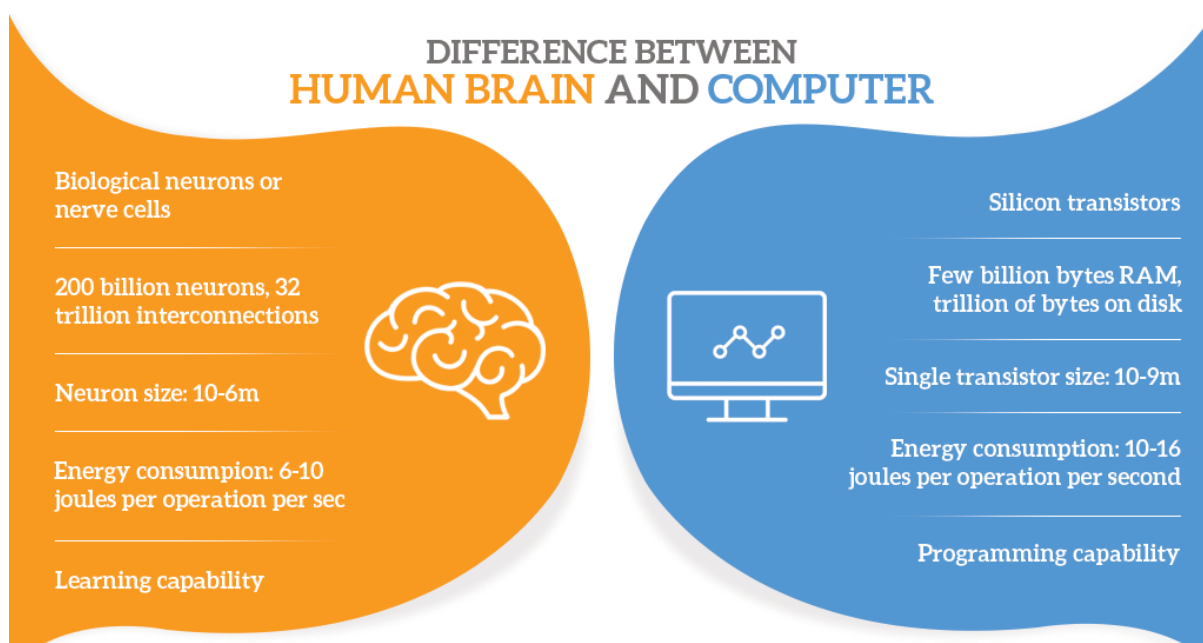 DIFFERENCE BETWEEN
HUMAN BRAIN AND COMPUTER
Biological neurons or
nerve cells
200 billion neurons, 32
trillion interconnections
Neuron size: 10-6m
Energy consumpion: 6-10
joules per operation per sec
Learning capability
Silicon transistors
Few billion bytes RAM,
trillion of bytes on disk
Single transistor size: 10-9m
Energy consumption: 10-16
joules per operation per second
Programming capability